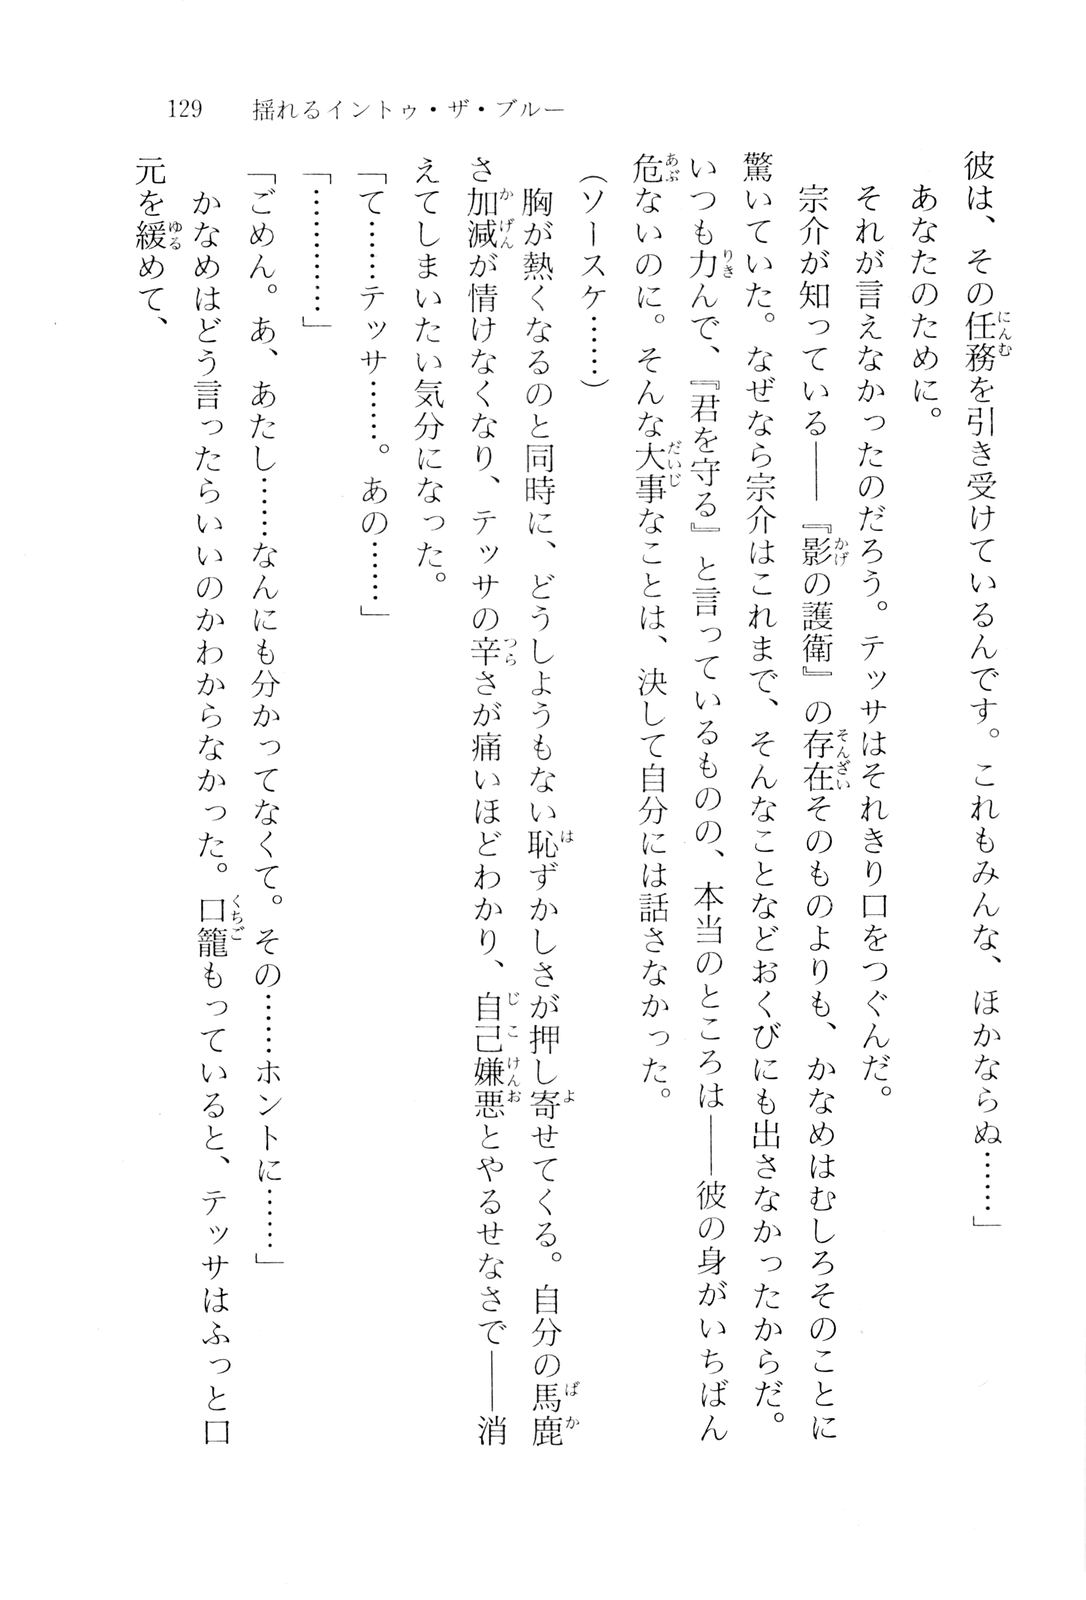 129　揺れるイントゥ・ザ・ブルー
彼は、その任務を引き受けているんです。これもみんな、ほかならぬ……」
あなたのために。
それが言えなかったのだろう。テッサはそれきり口をつぐんだ。
宗介が知っている――『影の護衛』の存在そのものよりも、かなめはむしろそのことに
驚いていた。なぜなら宗介はこれまで、そんなことなどおくびにも出さなかったからだ。
いつも力んで、『君を守る』と言っているものの、本当のところは――彼の身がいちばん
危ないのに。そんな大事なことは、決して自分には話さなかった。
（ソースケ……）
胸が熱くなるのと同時に、どうしようもない恥ずかしさが押し寄せてくる。自分の馬鹿
さ加減が情けなくなり、テッサの辛さが痛いほどわかり、自己嫌悪とやるせなさで――消
えてしまいたい気分になった。
「て……テッサ……。あの……」
「…………」
「ごめん。あ、あたし……なんにも分かってなくて。その……ホントに……」
かなめはどう言ったらいいのかわからなかった。口籠もっていると、テッサはふっと口
元を緩めて、